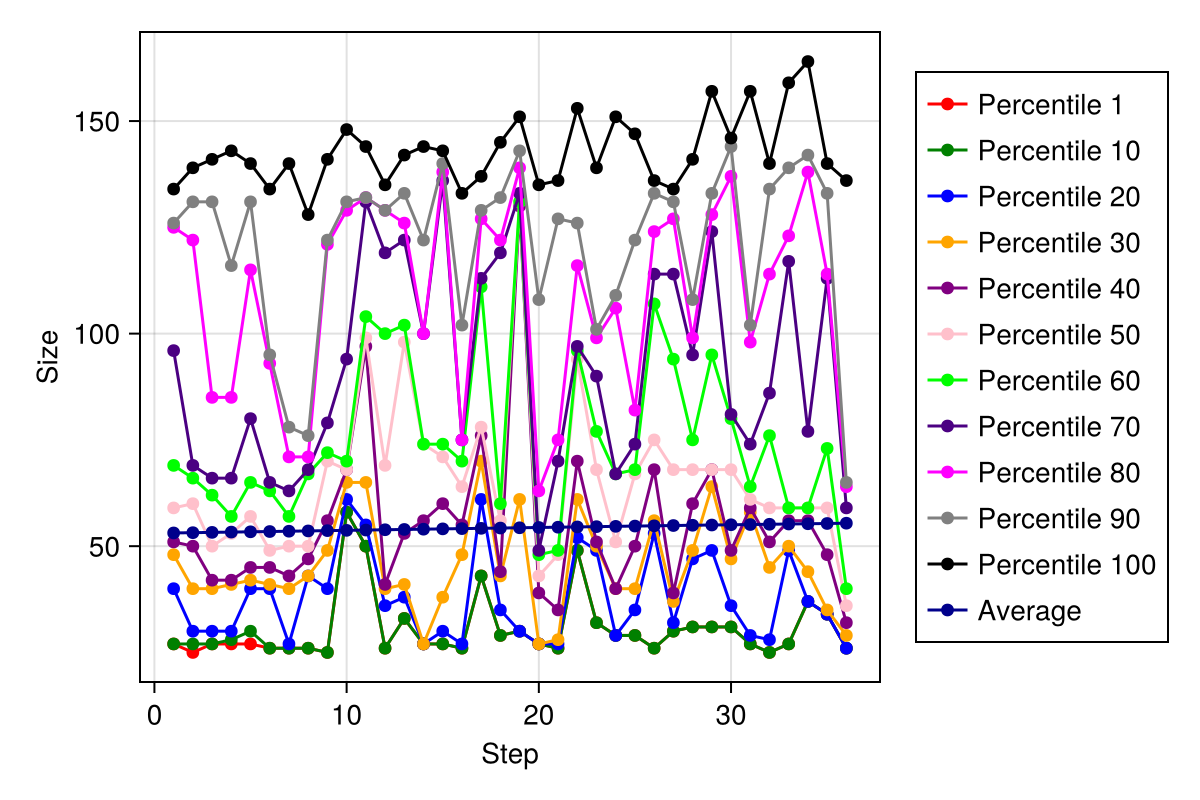 150
100
50
0
10
20
30
Size
Step
Percentile 1
Percentile 10
Percentile 20
Percentile 30
Percentile 40
Percentile 50
Percentile 60
Percentile 70
Percentile 80
Percentile 90
Percentile 100
Average